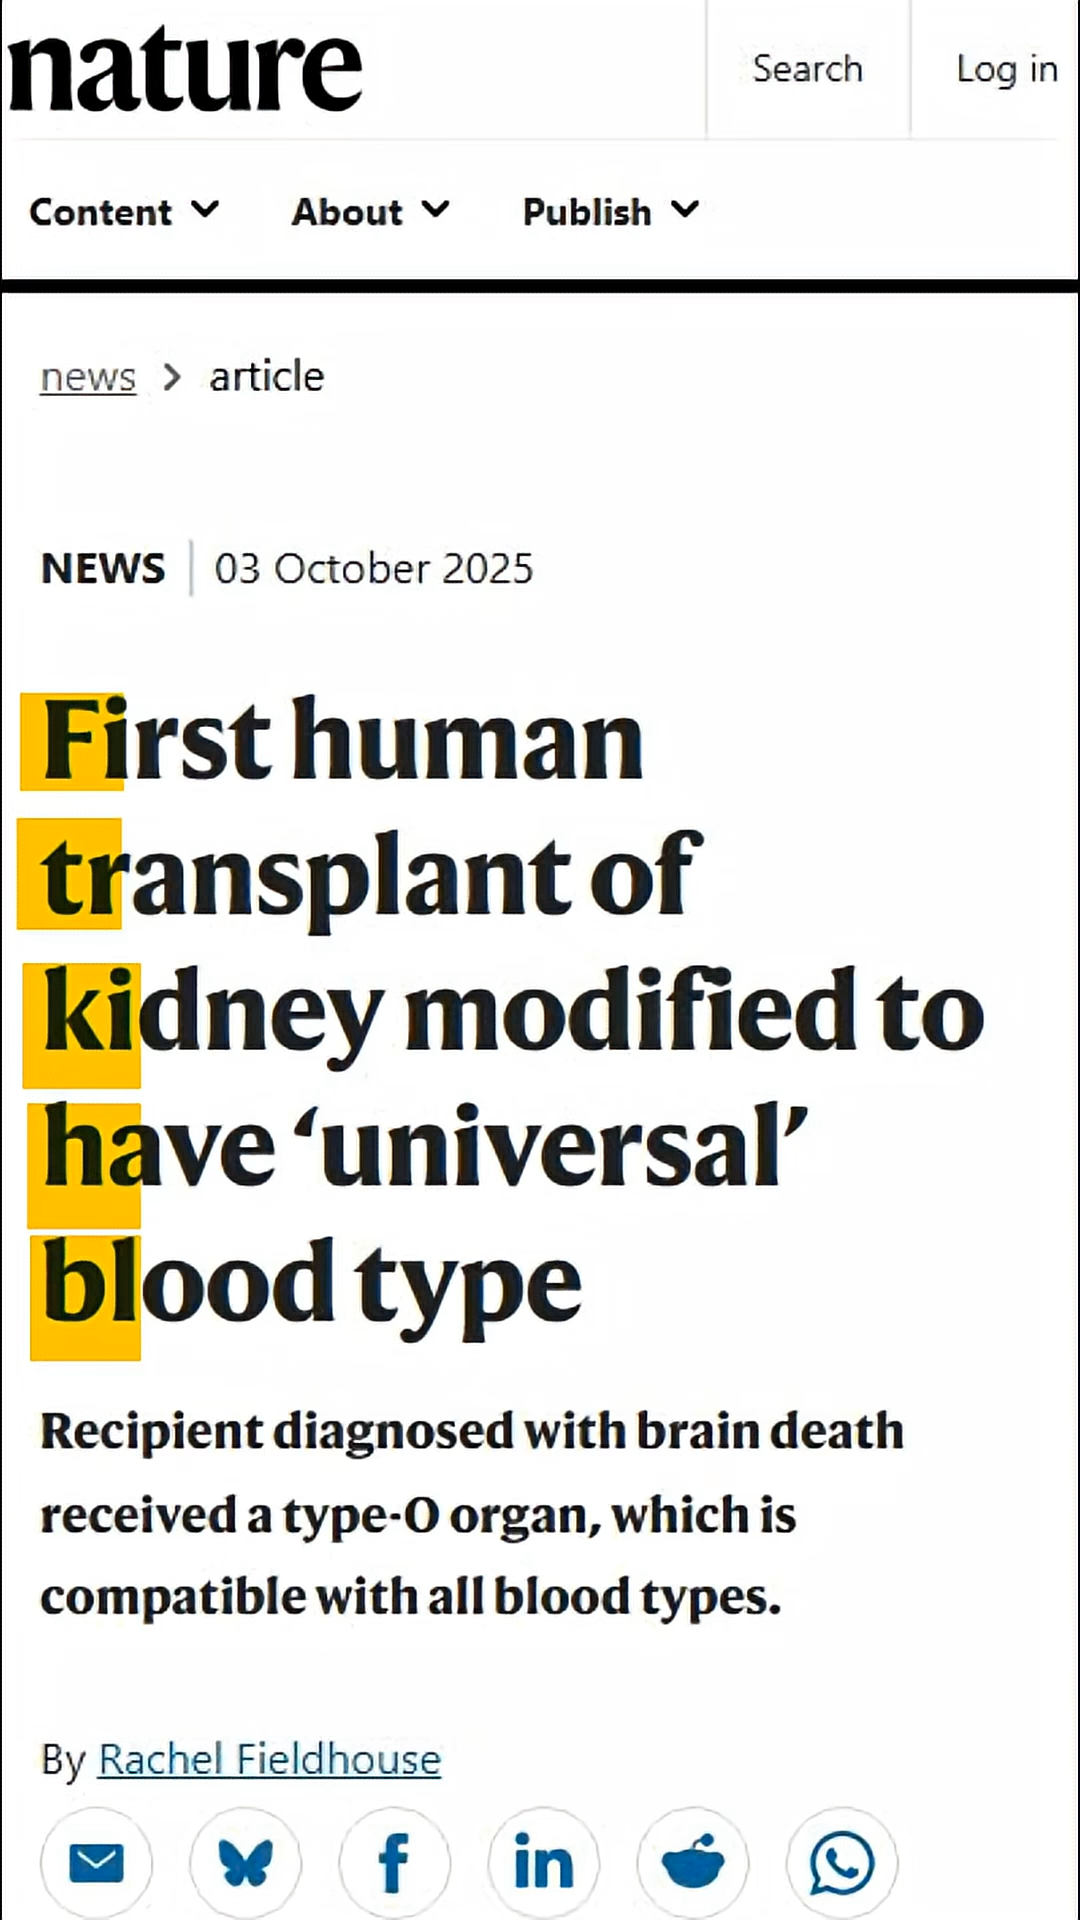 nature
Search
Log in
Content
About
Publish
news > article
NEWS | 03 October 2025
First human
transplant of
kidney modified to
have ‘universal’
blood type
Recipient diagnosed with brain death
received a type-O organ, which is
compatible with all blood types.
By Rachel Fieldhouse